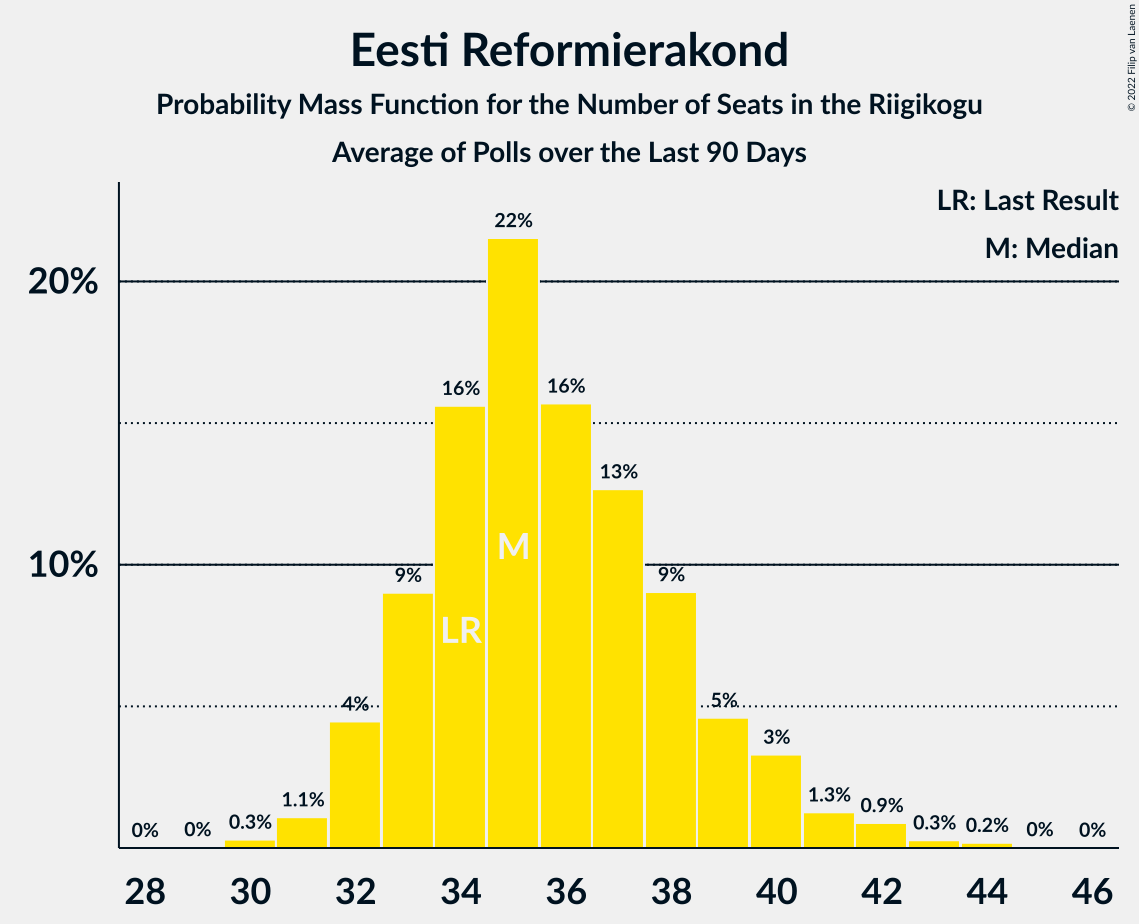 Eesti Reformierakond
Probability Mass Function for the Number of Seats in the Riigikogu
Average of Polls over the Last 90 Days
© 2022 Filip van Laenen
LR: Last Result
M: Median
20%
10%
0%
0%
0.3%
1.1%
4%
9%
16%
22%
16%
13%
9%
5%
3%
1.3%
0.9%
0.3%
0.2%
0%
0%
M
LR
28 30 32 34 36 38 40 42 44 46